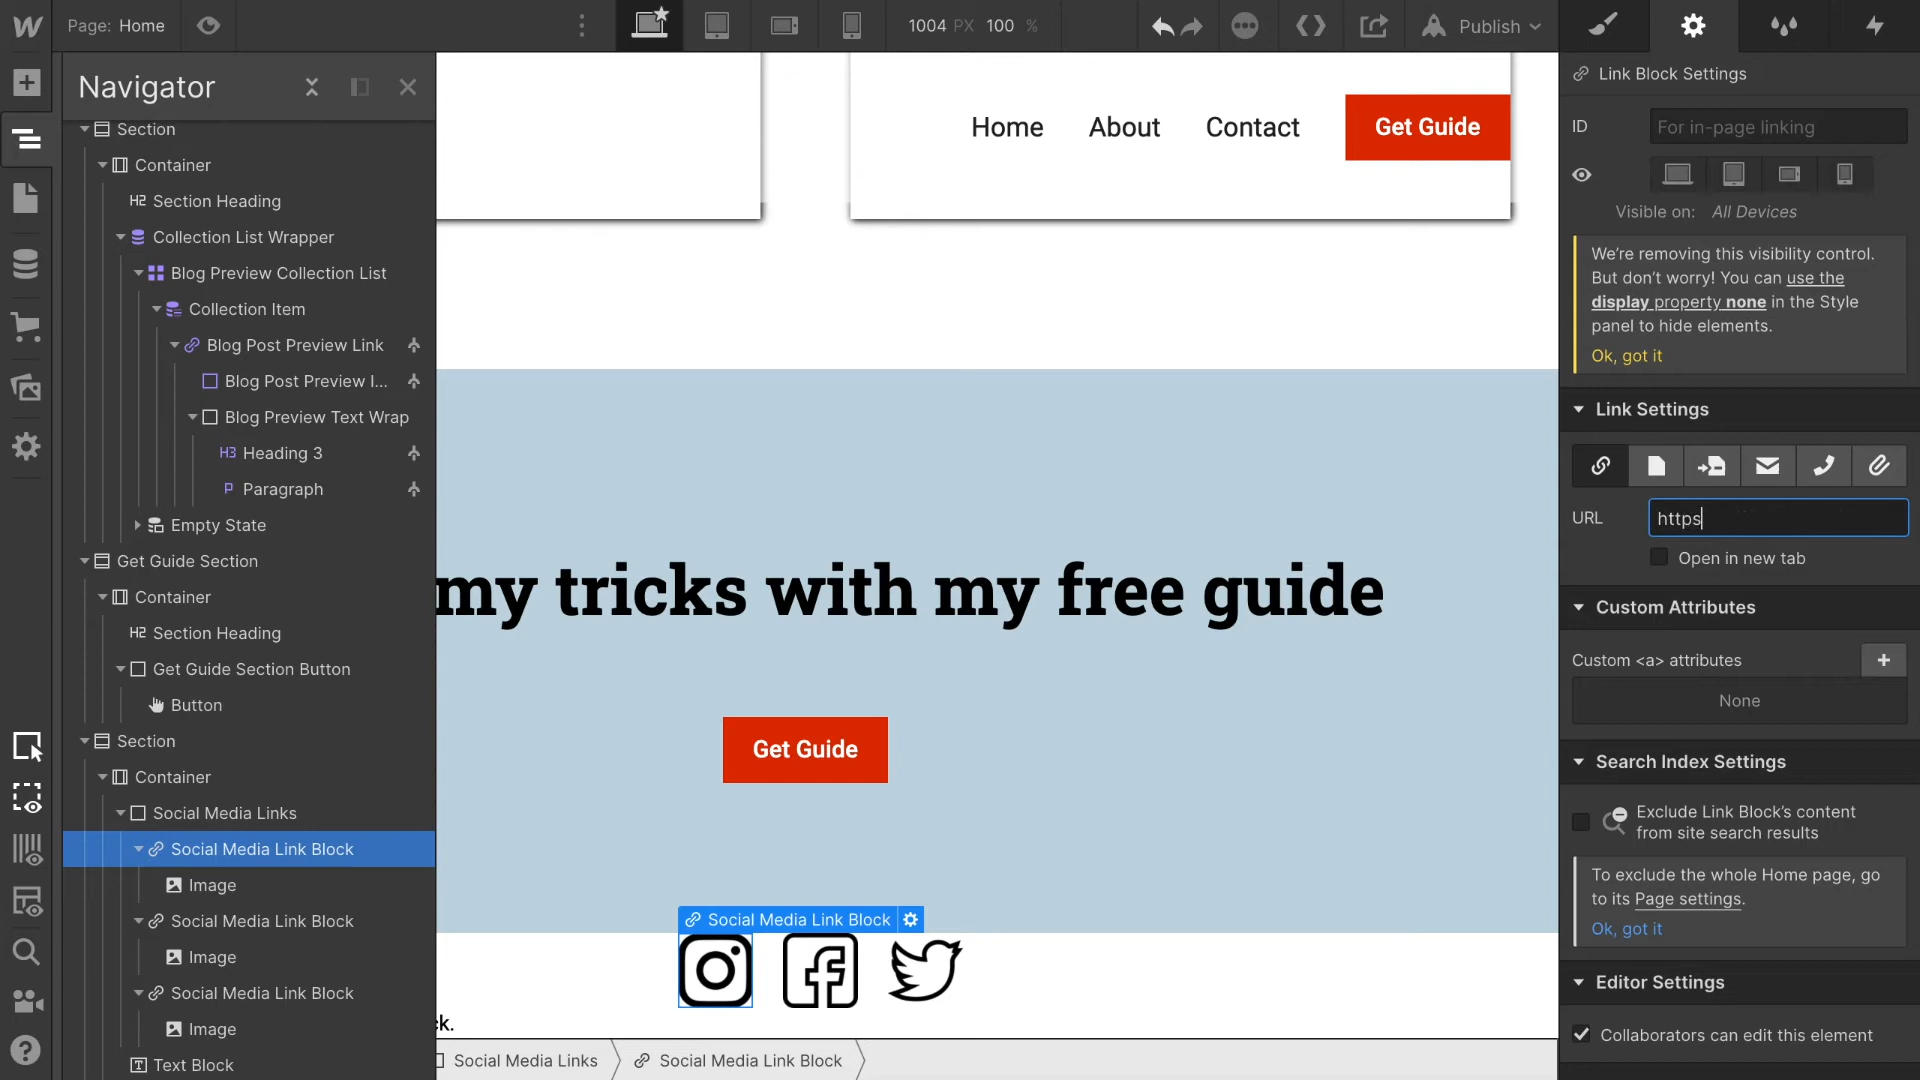 Page: Home
1004 PX 100 %
Publish
Navigator
Section
Container
H2 Section Heading
Collection List Wrapper
Blog Preview Collection List
Collection Item
Blog Post Preview Link
Blog Post Preview I...
Blog Preview Text Wrap
H3 Heading 3
P Paragraph
Empty State
Get Guide Section
Container
H2 Section Heading
Get Guide Section Button
Button
Section
Container
Social Media Links
Social Media Link Block
Image
Social Media Link Block
Image
Social Media Link Block
Image
Text Block
Home About Contact Get Guide
my tricks with my free guide
Get Guide
Social Media Link Block
ck.
Social Media Links
Social Media Link Block
Link Block Settings
ID For in-page linking
Visible on: All Devices
We're removing this visibility control.
But don't worry! You can use the
display property none in the Style
panel to hide elements.
Ok, got it
Link Settings
URL https
Open in new tab
Custom Attributes
Custom <a> attributes
None
Search Index Settings
Exclude Link Block's content
from site search results
To exclude the whole Home page, go
to its Page settings.
Ok, got it
Editor Settings
Collaborators can edit this element